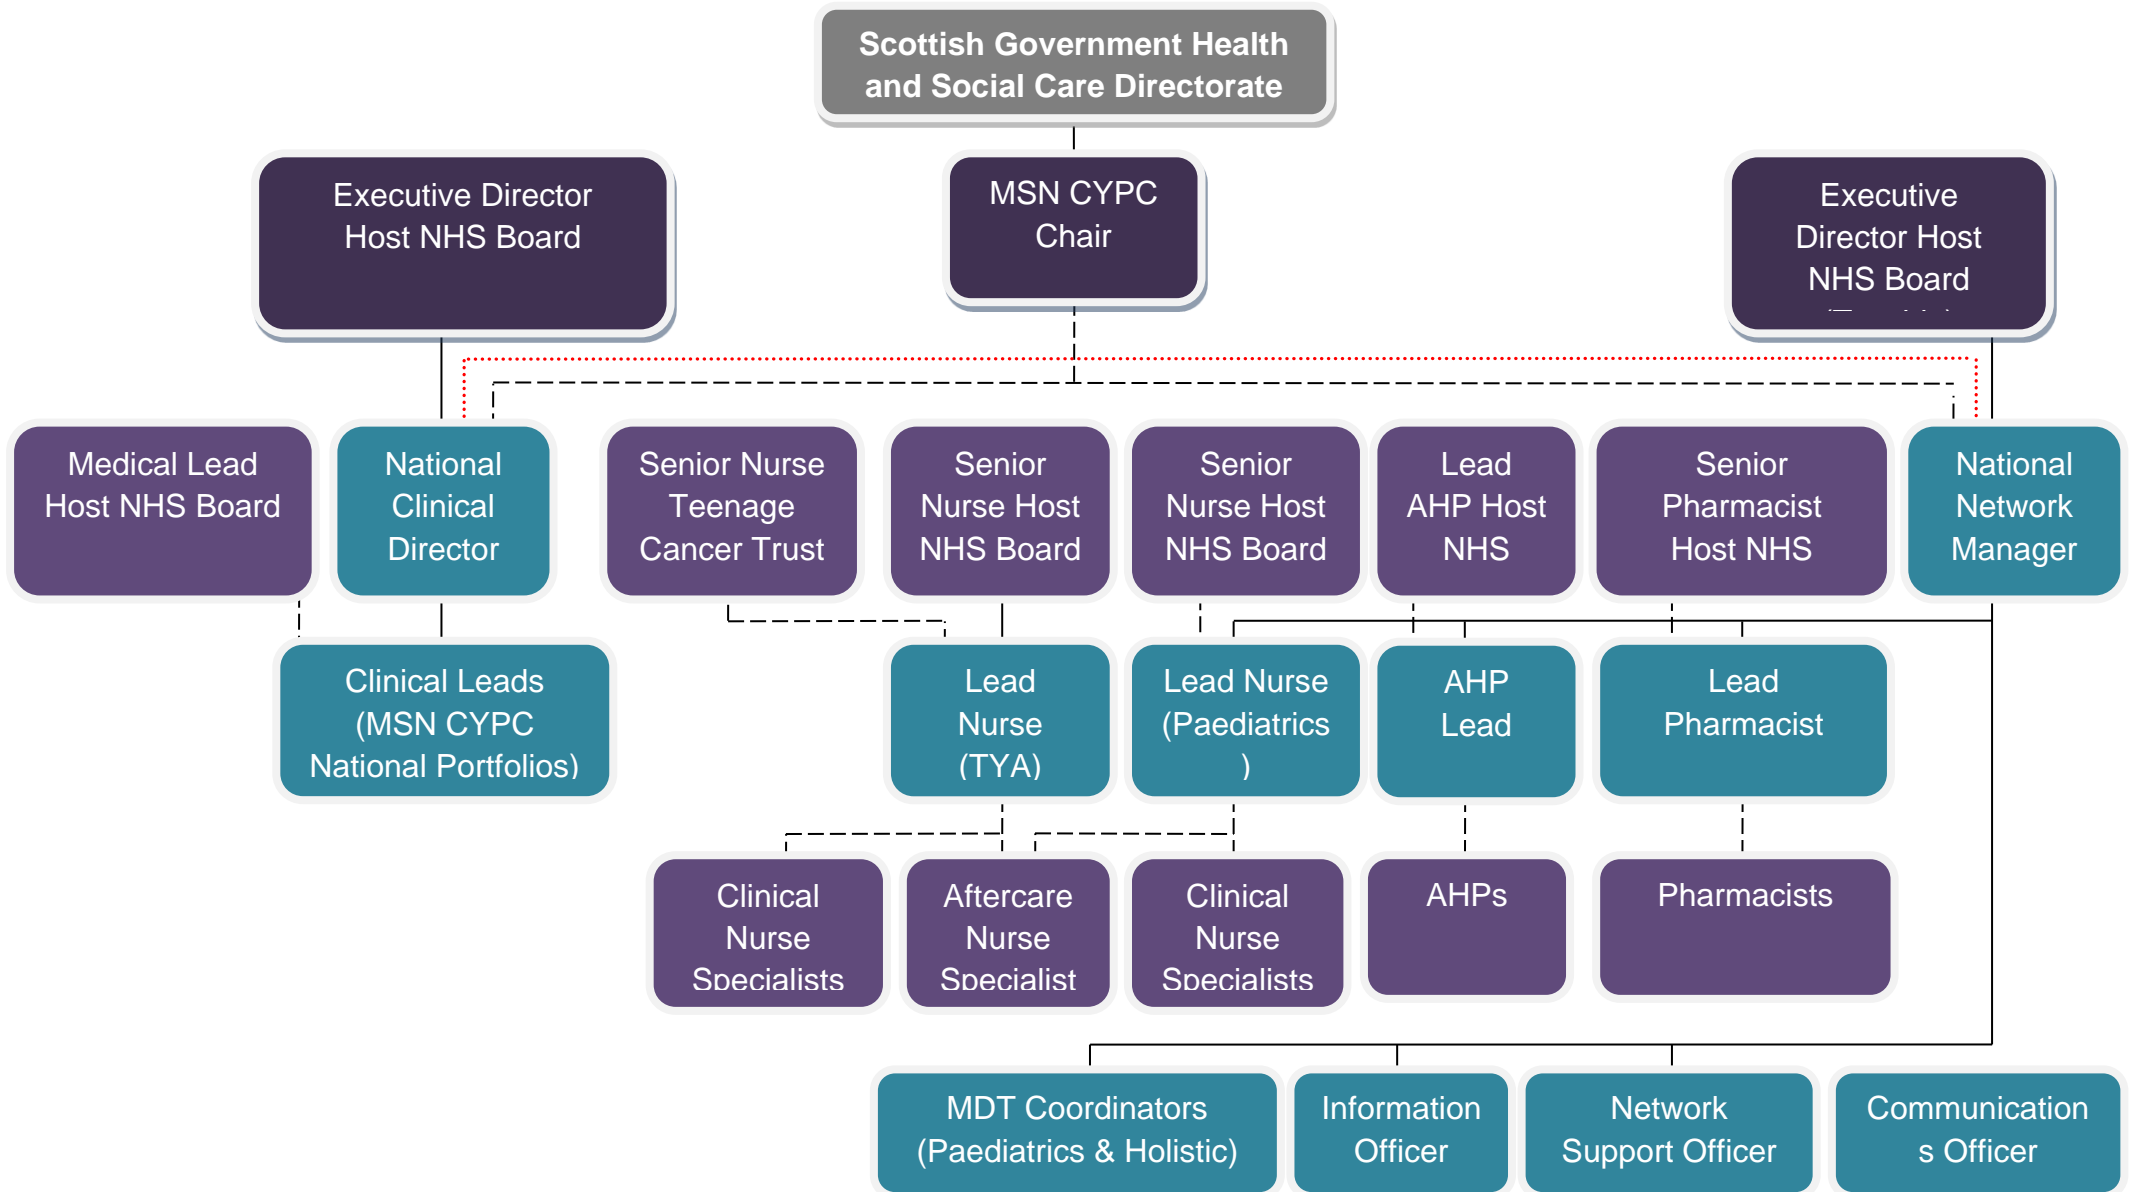 Scottish Government Health
and Social Care Directorate
Executive Director
Host NHS Board
MSN CYPC
Chair
Executive
Director Host
NHS Board
Medical Lead
Host NHS Board
National
Clinical
Director
Senior Nurse
Teenage
Cancer Trust
Senior
Nurse Host
NHS Board
Senior
Nurse Host
NHS Board
Lead
AHP Host
NHS
Senior
Pharmacist
Host NHS
National
Network
Manager
Clinical Leads
(MSN CYPC
National Portfolios)
Lead
Nurse
(TYA)
Lead Nurse
(Paediatrics
)
AHP
Lead
Lead
Pharmacist
Clinical
Nurse
Specialists
Aftercare
Nurse
Specialist
Clinical
Nurse
Specialists
AHPs
Pharmacists
MDT Coordinators
(Paediatrics & Holistic)
Information
Officer
Network
Support Officer
Communication
s Officer